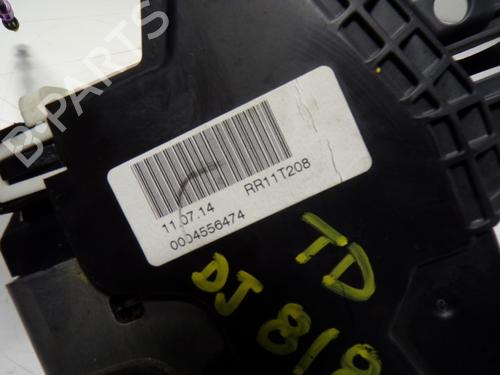 B-PARTS
11.07.14 RR11T208
0004556474
TD
818
DJ